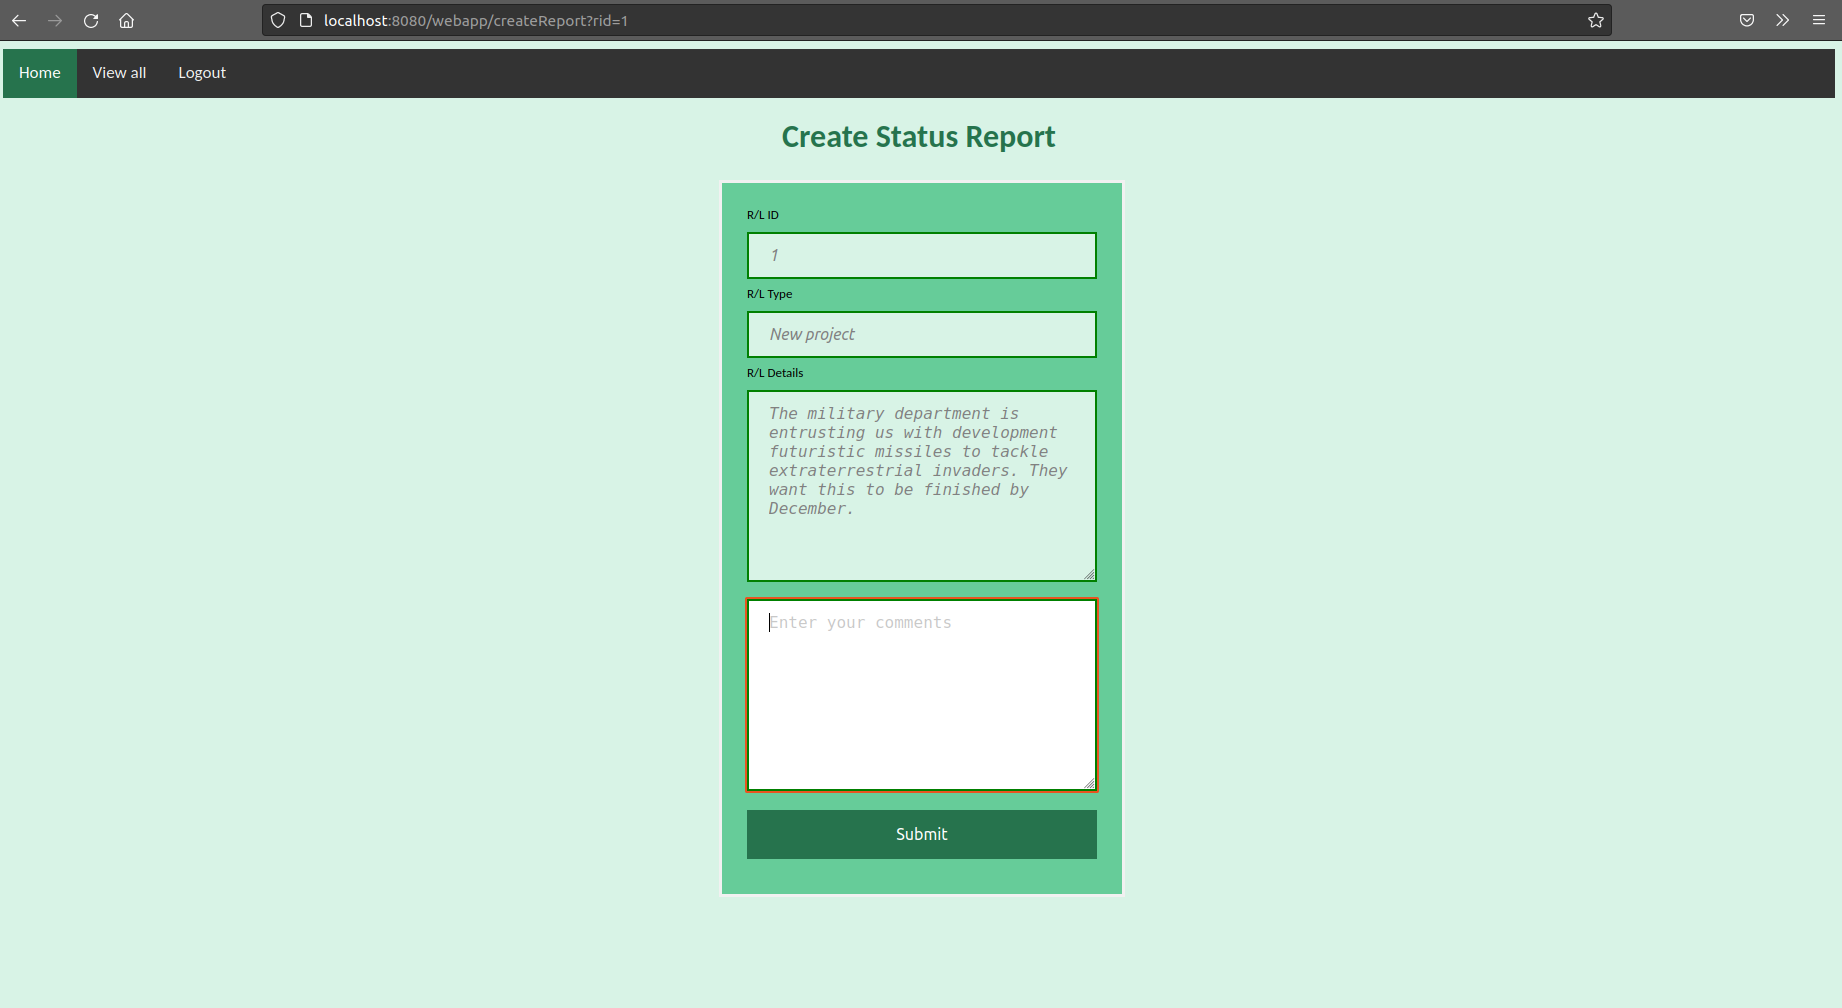 localhost:8080/webapp/createReport?rid=1
Home View all Logout
Create Status Report
R/L ID
1
R/L Type
New project
R/L Details
The military department is
entrusting us with development
futuristic missiles to tackle
extraterrestrial invaders. They
want this to be finished by
December.
Enter your comments
Submit